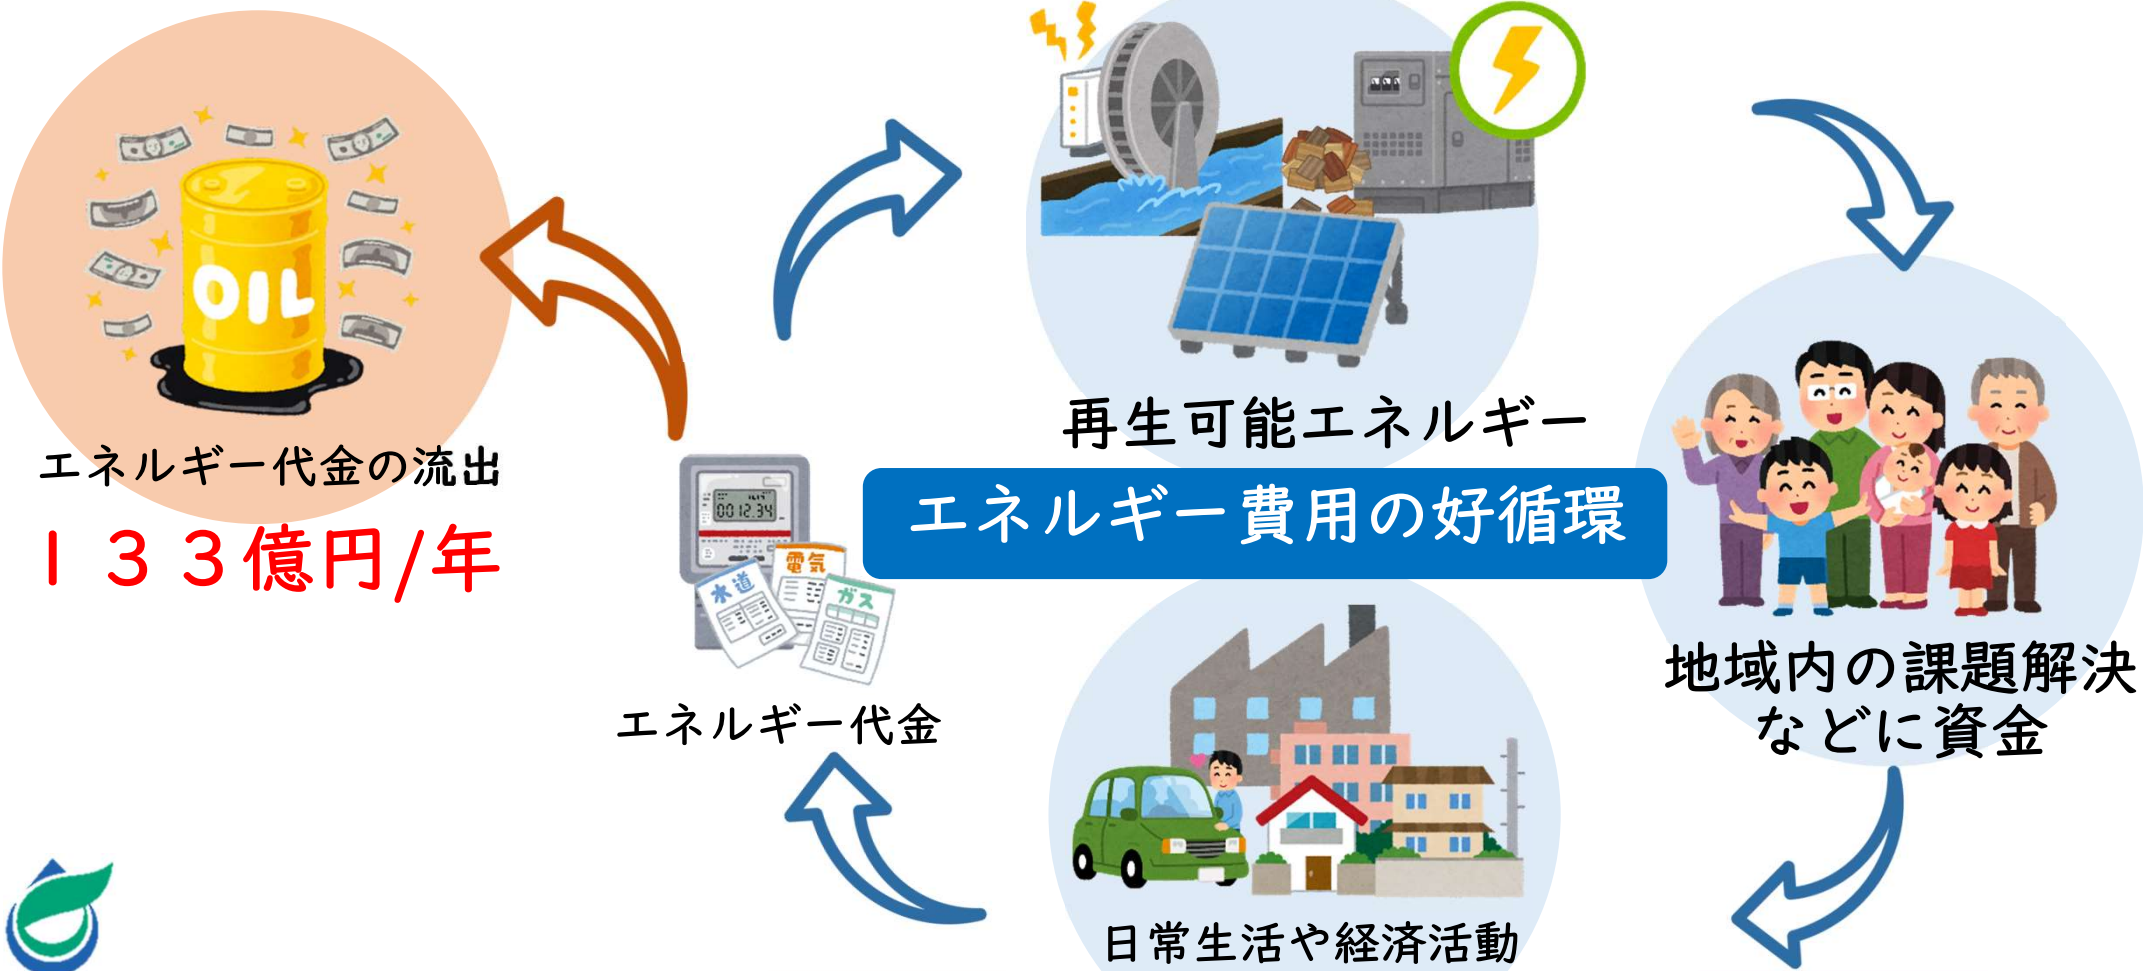 OIL
エネルギー代金の流出
１３３億円/年
再生可能エネルギー
エネルギー費用の好循環
0012.34
電気
水道
ガス
エネルギー代金
地域内の課題解決
などに資金
日常生活や経済活動